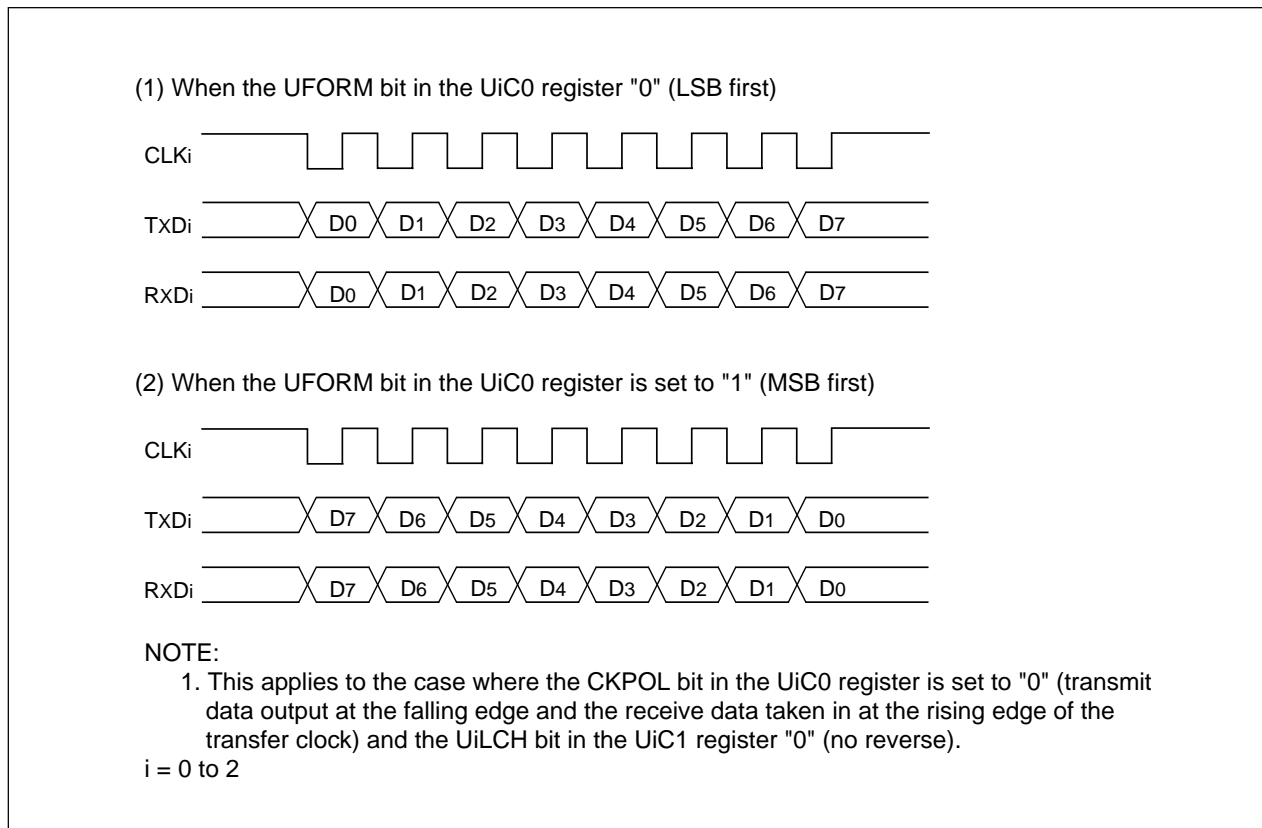 (1) When the UFORM bit in the UiC0 register "0" (LSB first)
CLKi
TXDi D0 D1 D2 D3 D4 D5 D6 D7
RXDi D0 D1 D2 D3 D4 D5 D6 D7
(2) When the UFORM bit in the UiC0 register is set to "1" (MSB first)
CLKi
TXDi D7 D6 D5 D4 D3 D2 D1 D0
RXDi D7 D6 D5 D4 D3 D2 D1 D0
NOTE:
1. This applies to the case where the CKPOL bit in the UiC0 register is set to "0" (transmit
data output at the falling edge and the receive data taken in at the rising edge of the
transfer clock) and the UiLCH bit in the UiC1 register "0" (no reverse).
i = 0 to 2